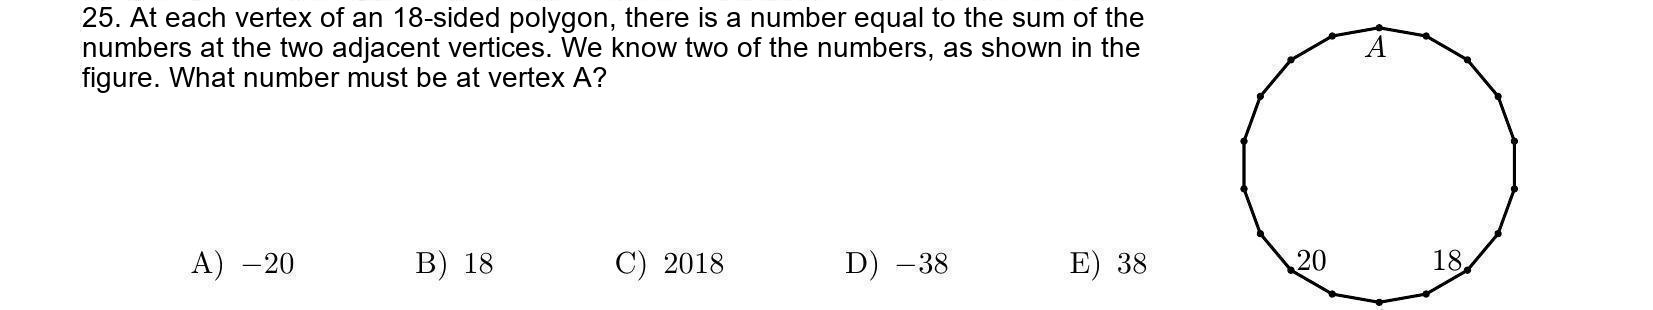 25. At each vertex of an 18-sided polygon, there is a number equal to the sum of the
numbers at the two adjacent vertices. We know two of the numbers, as shown in the
figure. What number must be at vertex A?
A
20 18
A) −20 B) 18 C) 2018 D) −38 E) 38